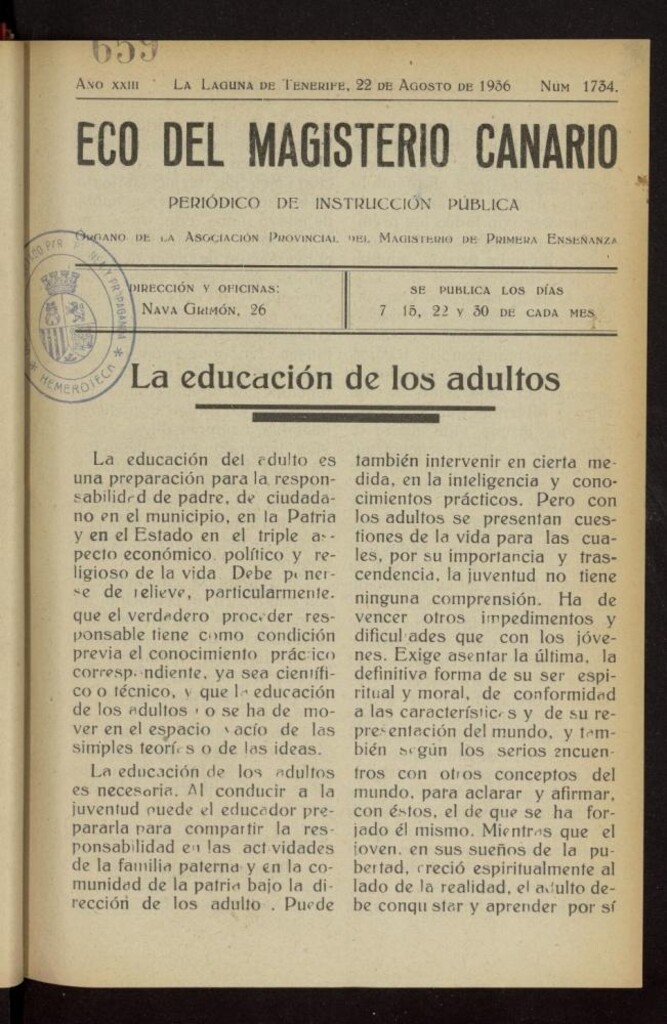 659
AÑO XXIII LA LAGUNA DE TENERIFE, 22 DE AGOSTO DE 1936 NUM 1734.
ECO DEL MAGISTERIO CANARIO
PERIÓDICO DE INSTRUCCIÓN PÚBLICA
ÓRGANO DE LA ASOCIACIÓN PROVINCIAL DEL MAGISTERIO DE PRIMERA ENSEÑANZA
DIRECCIÓN Y OFICINAS:
NAVA GRIMÓN, 26
SE PUBLICA LOS DÍAS
7 15, 22 Y 30 DE CADA MES
HEMEROTECA
La educación de los adultos
La educación del adulto es
una preparación para la respon-
sabilidad de padre, de ciudada-
no en el municipio, en la Patria
y en el Estado en el triple as-
pecto económico político y re-
ligioso de la vida Debe poner-
se de relieve, particularmente.
que el verdadero proceder res-
ponsable tiene como condición
previa el conocimiento práctico
correspondiente, ya sea científi-
co o técnico, y que la educación
de los adultos no se ha de mo-
ver en el espacio vacío de las
simples teorías o de las ideas.
La educación de los adultos
es necesaria. Al conducir a la
juventud puede el educador pre-
pararla para compartir la res-
ponsabilidad en las actividades
de la familia paterna y en la co-
munidad de la patria bajo la di-
rección de los adulto . Puede
también intervenir en cierta me-
dida, en la inteligencia y cono-
cimientos prácticos. Pero con
los adultos se presentan cues-
tiones de la vida para las cua-
les, por su importancia y tras-
cendencia, la juventud no tiene
ninguna comprensión. Ha de
vencer otros impedimentos y
dificultades que con los jóve-
nes. Exige asentar la última, la
definitiva forma de su ser espi-
ritual y moral, de conformidad
a las características y de su re-
presentación del mundo, y tam-
bién según los serios encuen-
tros con otros conceptos del
mundo, para aclarar y afirmar,
con éstos, el de que se ha for-
jado él mismo. Mientras que el
joven. en sus sueños de la pu-
bertad, creció espiritualmente al
lado de la realidad, el adulto de-
be conquistar y aprender por sí